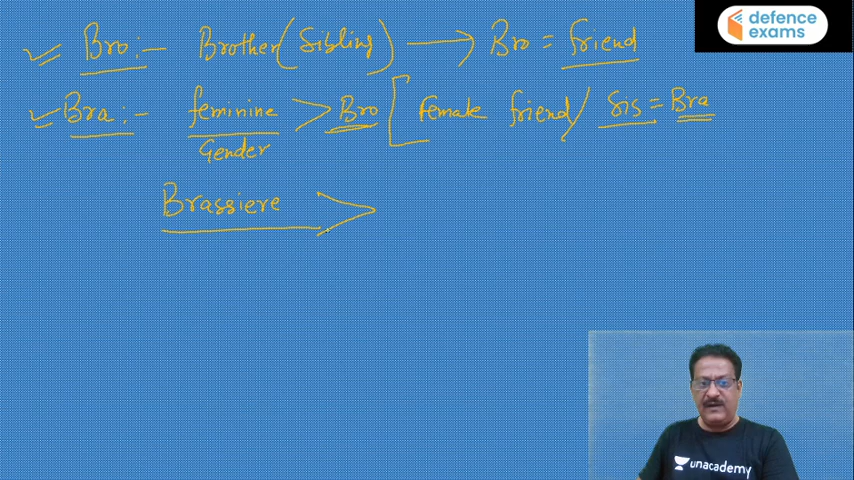 Bro :- Brother (Sibling) → Bro = friend
Bra :- feminine > Bro [ Female friend / Sis = Bra
Gender
Brassiere >
defence
exams
unacademy